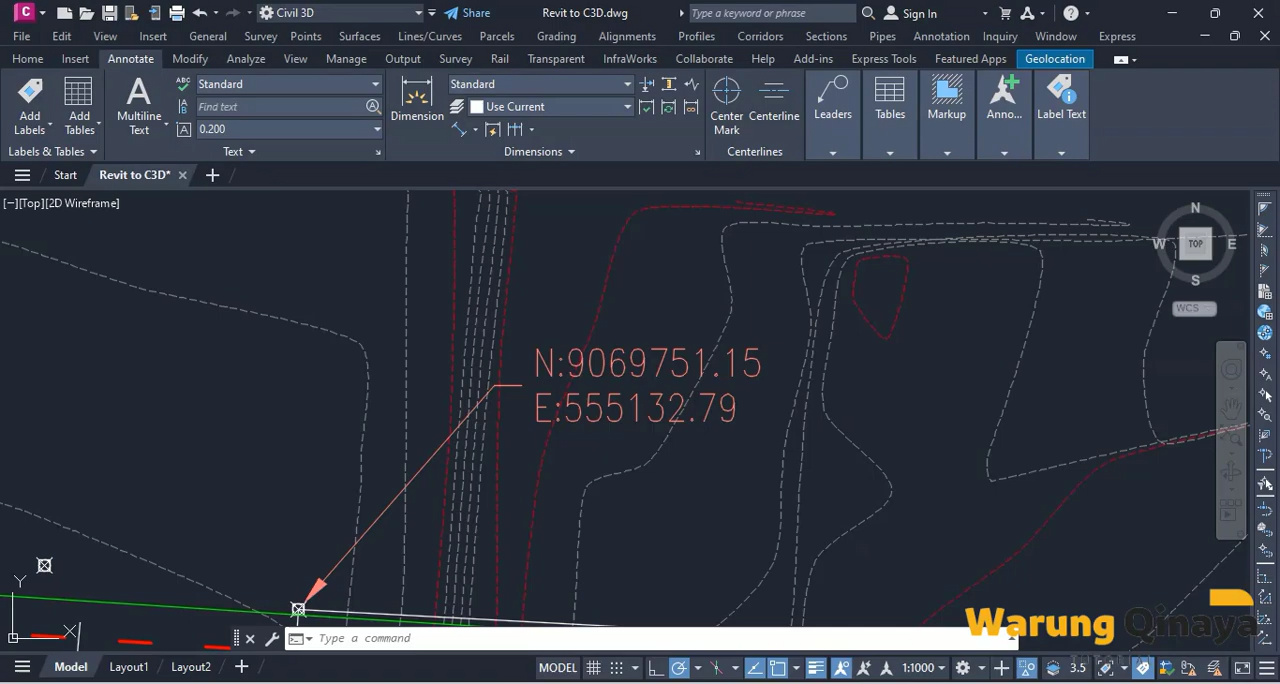 C Civil 3D Share Revit to C3D.dwg Type a keyword or phrase Sign In ?
File Edit View Insert General Survey Points Surfaces Lines/Curves Parcels Grading Alignments Profiles Corridors Sections Pipes Annotation Inquiry Window Express
Home Insert Annotate Modify Analyze View Manage Output Survey Rail Transparent InfraWorks Collaborate Help Add-ins Express Tools Featured Apps Geolocation
Add Labels
Add Tables
Labels & Tables
Multiline Text
ABC Standard
Find text
0.200
Text
Dimension
Standard
Use Current
Dimensions
Center Mark
Centerline
Centerlines
Leaders
Tables
Markup
Anno...
Label Text
Start Revit to C3D*
[−][Top][2D Wireframe]
N
W TOP E
S
WCS
N:9069751.15
E:555132.79
Y
X
Type a command
Warung Qinaya
Model Layout1 Layout2 MODEL 1:1000 3.5